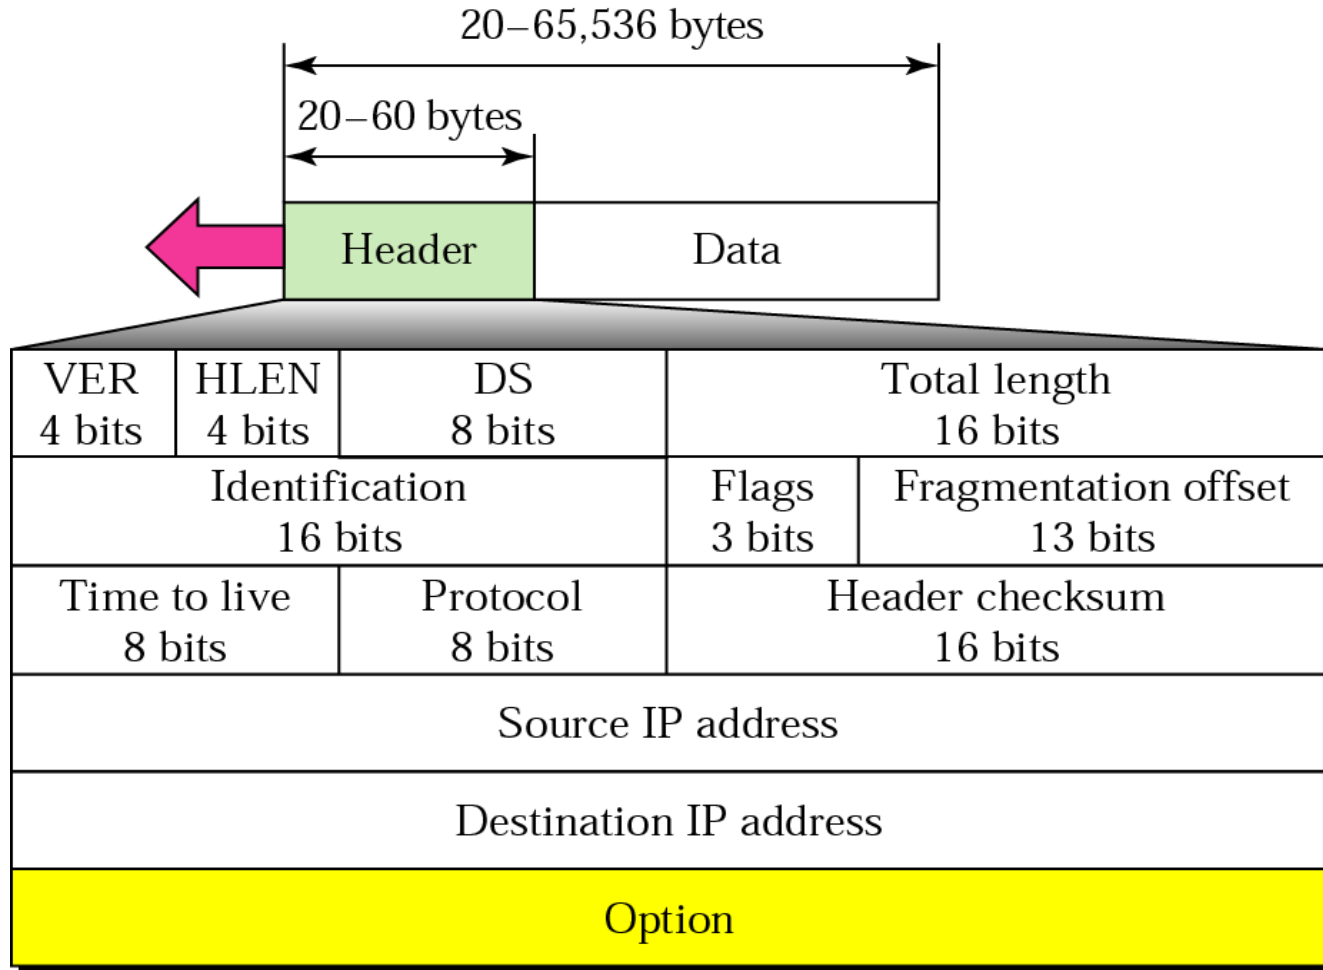 20–65,536 bytes
20–60 bytes
Header
Data
VER
4 bits
HLEN
4 bits
DS
8 bits
Total length
16 bits
Identification
16 bits
Flags
3 bits
Fragmentation offset
13 bits
Time to live
8 bits
Protocol
8 bits
Header checksum
16 bits
Source IP address
Destination IP address
Option